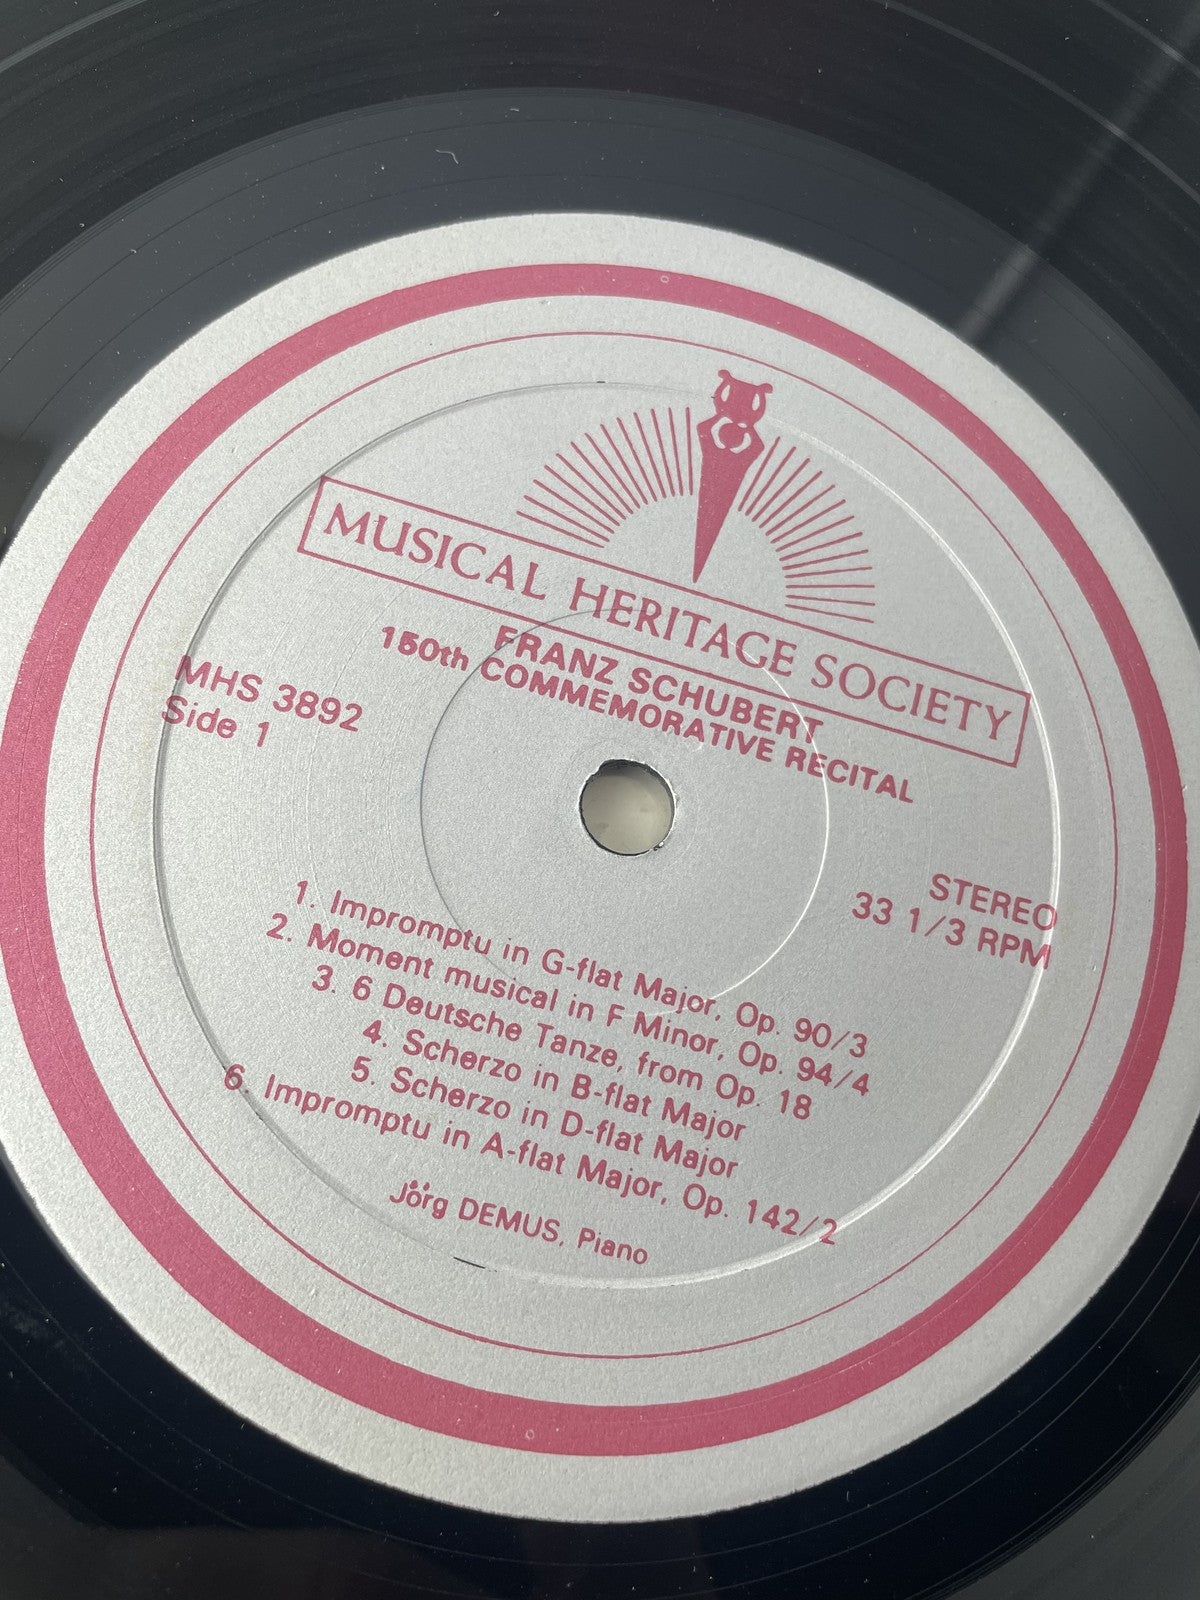 MUSICAL HERITAGE SOCIETY
FRANZ SCHUBERT
150th COMMEMORATIVE RECITAL
MHS 3892
Side 1
STEREO
33 1/3 RPM
1. Impromptu in G-flat Major, Op. 90/3
2. Moment musical in F Minor, Op. 94/4
3. 6 Deutsche Tanze, from Op. 18
4. Scherzo in B-flat Major
5. Scherzo in D-flat Major
6. Impromptu in A-flat Major, Op. 142/2
Jörg DEMUS, Piano